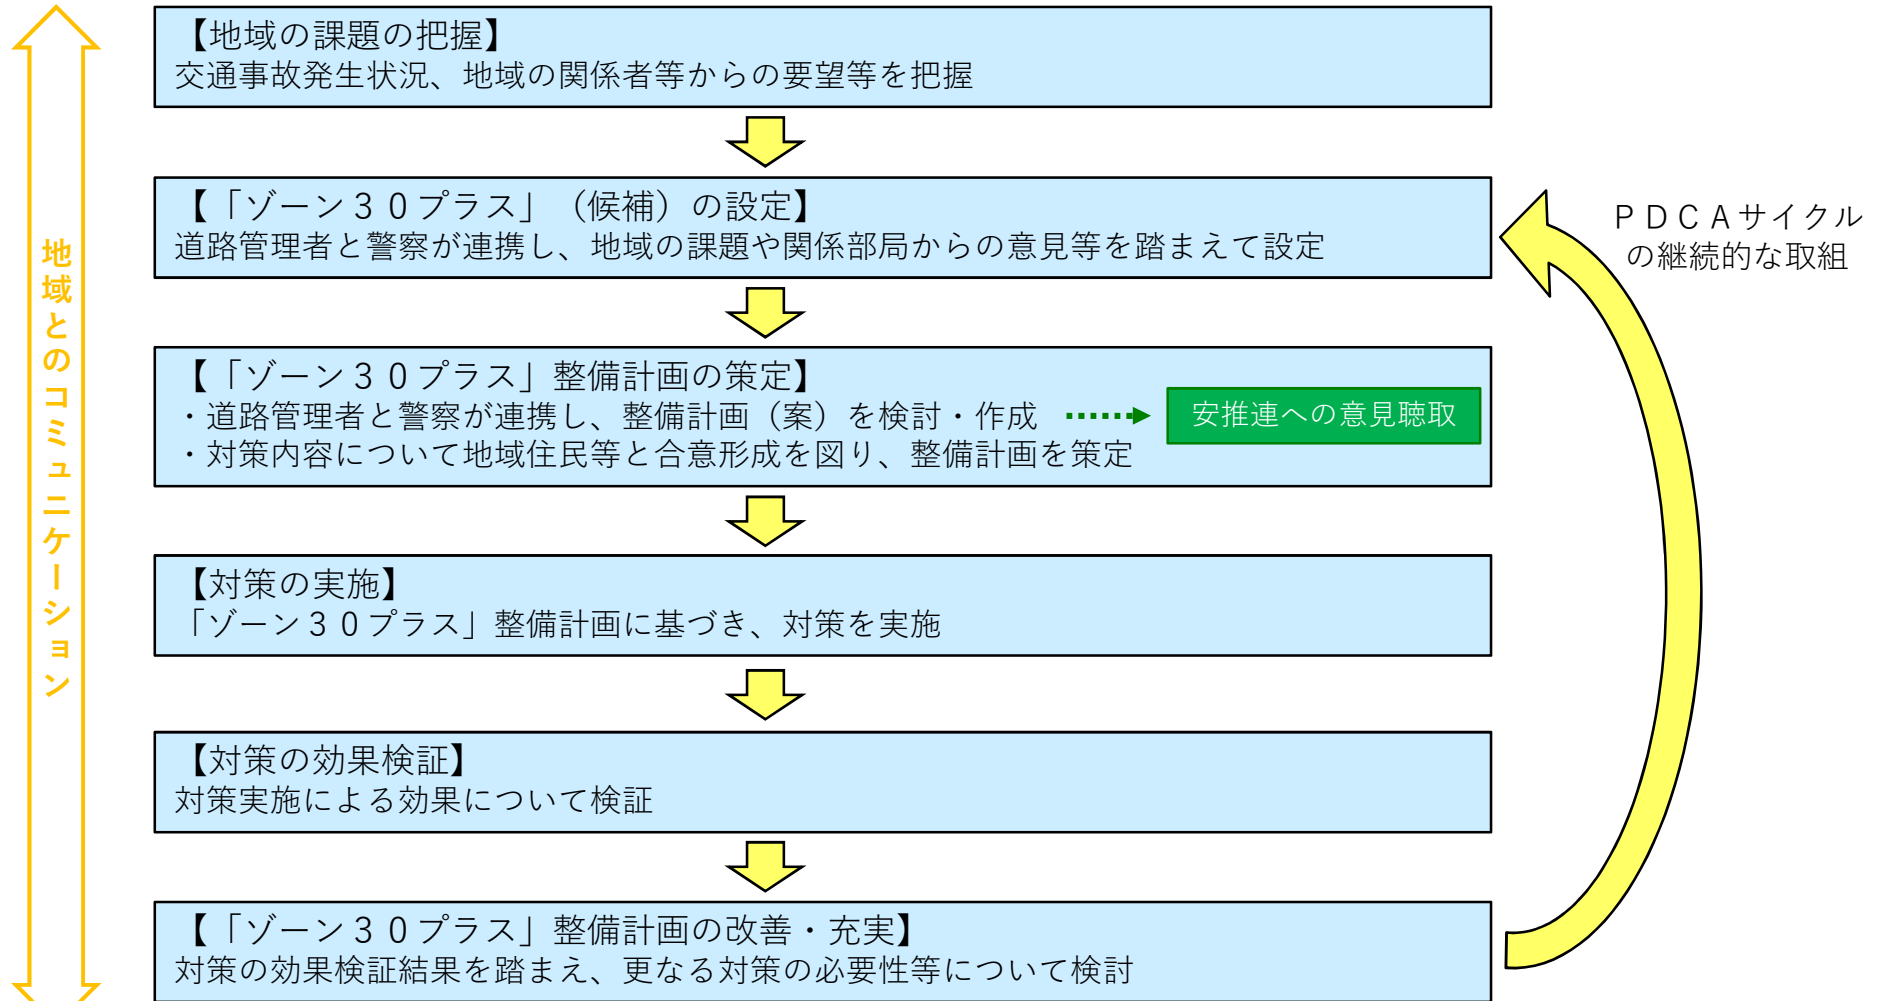 【地域の課題の把握】
交通事故発生状況、地域の関係者等からの要望等を把握
【「ゾーン３０プラス」（候補）の設定】
道路管理者と警察が連携し、地域の課題や関係部局からの意見等を踏まえて設定
ＰＤＣＡサイクル
の継続的な取組
地域とのコミュニケーション
【「ゾーン３０プラス」整備計画の策定】
・道路管理者と警察が連携し、整備計画（案）を検討・作成
安推連への意見聴取
・対策内容について地域住民等と合意形成を図り、整備計画を策定
【対策の実施】
「ゾーン３０プラス」整備計画に基づき、対策を実施
【対策の効果検証】
対策実施による効果について検証
【「ゾーン３０プラス」整備計画の改善・充実】
対策の効果検証結果を踏まえ、更なる対策の必要性等について検討